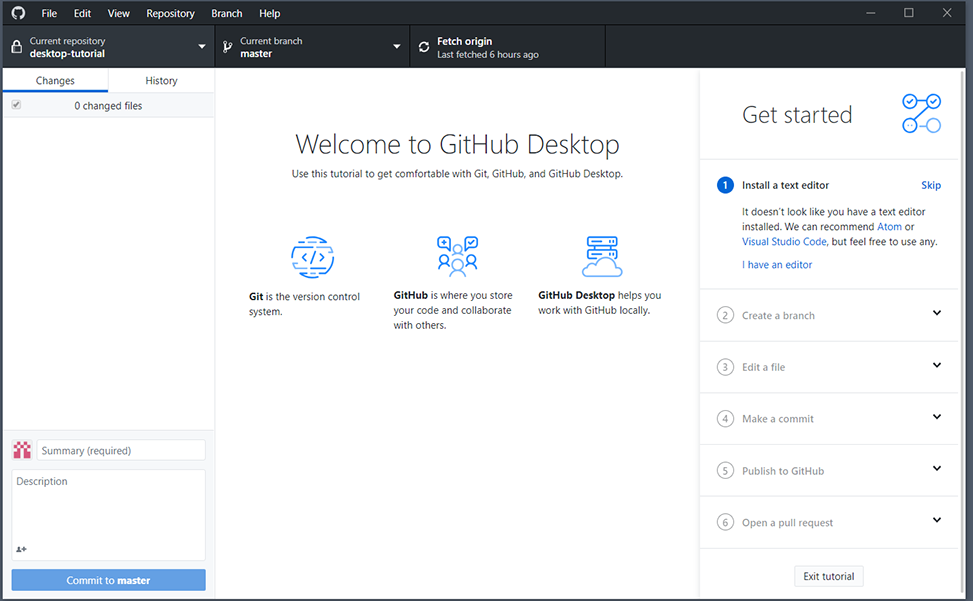 File Edit View Repository Branch Help
Current repository
desktop-tutorial
Current branch
master
Fetch origin
Last fetched 6 hours ago
Changes History
0 changed files
Summary (required)
Description
Commit to master
Welcome to GitHub Desktop
Use this tutorial to get comfortable with Git, GitHub, and GitHub Desktop.
Git is the version control
system.
GitHub is where you store
your code and collaborate
with others.
GitHub Desktop helps you
work with GitHub locally.
Get started
1 Install a text editor Skip
It doesn't look like you have a text editor
installed. We can recommend Atom or
Visual Studio Code, but feel free to use any.
I have an editor
2 Create a branch
3 Edit a file
4 Make a commit
5 Publish to GitHub
6 Open a pull request
Exit tutorial